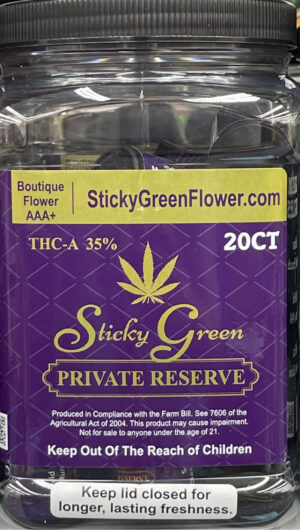 Boutique
Flower
AAA+
StickyGreenFlower.com
THC-A 35%
20CT
Sticky Green
PRIVATE RESERVE
Produced in Compliance with the Farm Bill. See 7606 of the
Agricultural Act of 2004. This product may cause impairment.
Not for sale to anyone under the age of 21.
Keep Out Of The Reach of Children
Keep lid closed for
longer, lasting freshness.